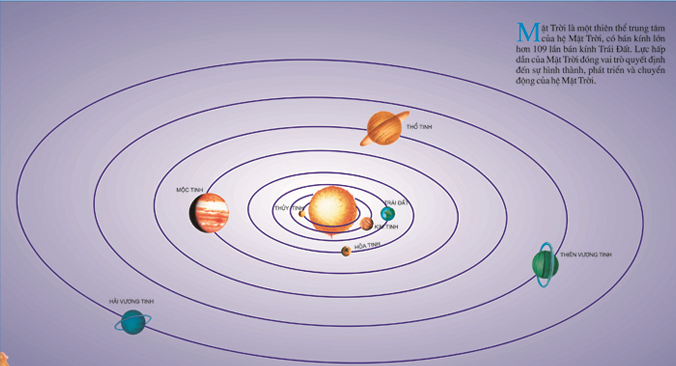 Mặt Trời là một thiên thể trung tâm
của hệ Mặt Trời, có bán kính lớn
hơn 109 lần bán kính Trái Đất. Lực hấp
dẫn của Mặt Trời đóng vai trò quyết định
đến sự hình thành, phát triển và chuyển
động của hệ Mặt Trời.
THỔ TINH
MỘC TINH
THỦY TINH
TRÁI ĐẤT
KIM TINH
HỎA TINH
THIÊN VƯƠNG TINH
HẢI VƯƠNG TINH